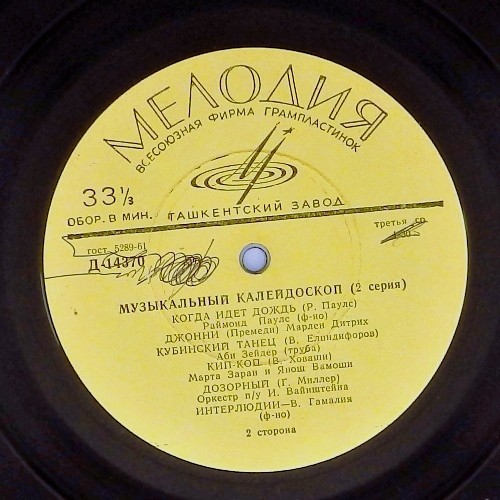 МЕЛОДИЯ
ВСЕСОЮЗНАЯ ФИРМА ГРАМПЛАСТИНОК
33⅓
ОБОР. В МИН.
ТАШКЕНТСКИЙ ЗАВОД
гост. 5289-61
Д-14370
третья
МУЗЫКАЛЬНЫЙ КАЛЕЙДОСКОП (2 серия)
КОГДА ИДЕТ ДОЖДЬ (Р. Паулс)
Раймонд Паулс (ф-но)
ДЖОННИ (Премеди) Марлен Дитрих
КУБИНСКИЙ ТАНЕЦ (В. Елпидифоров)
Аби Зейдер (труба)
КИП-КОП (В. Ховаши)
Марта Заран и Янош Вамоши
ДОЗОРНЫЙ (Г. Миллер)
Оркестр п/у И. Вайнштейна
ИНТЕРЛЮДИИ—В. Гамалия
(ф-но)
2 сторона